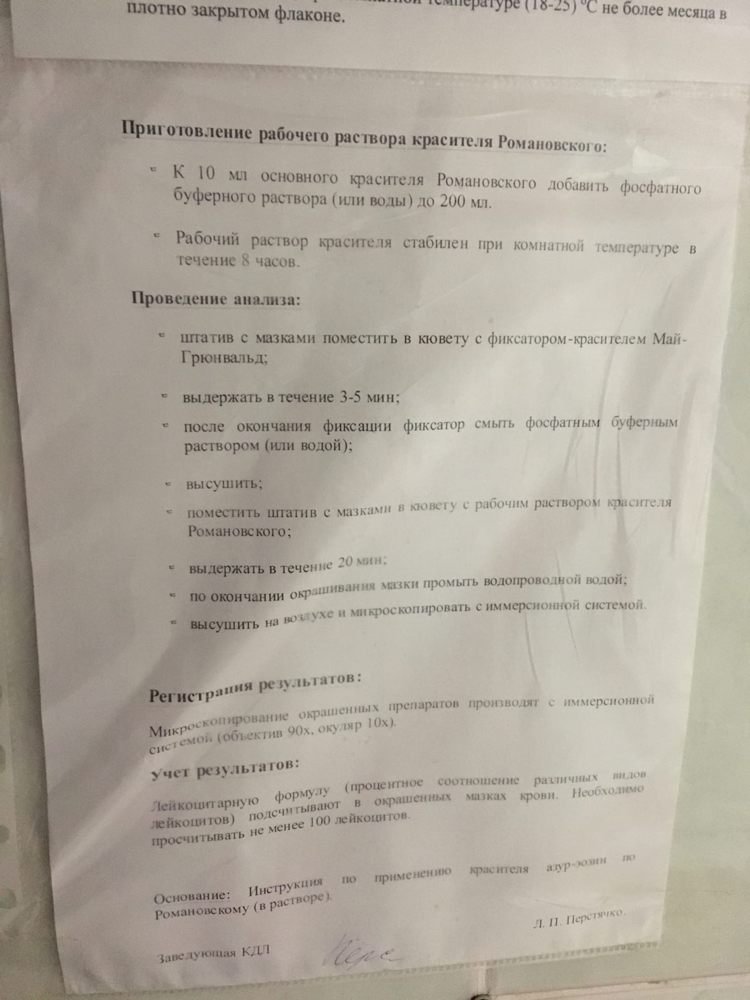 температуре (18-25) ºС не более месяца в
плотно закрытом флаконе.
Приготовление рабочего раствора красителя Романовского:
К 10 мл основного красителя Романовского добавить фосфатного
буферного раствора (или воды) до 200 мл.
Рабочий раствор красителя стабилен при комнатной температуре в
течение 8 часов.
Проведение анализа:
штатив с мазками поместить в кювету с фиксатором-красителем Май-
Грюнвальд;
выдержать в течение 3-5 мин;
после окончания фиксации фиксатор смыть фосфатным буферным
раствором (или водой);
высушить;
поместить штатив с мазками в кювету с рабочим раствором красителя
Романовского;
выдержать в течение 20 мин;
по окончании окрашивания мазки промыть водопроводной водой;
высушить на воздухе и микроскопировать с иммерсионной системой.
Регистрация результатов:
Микроскопирование окрашенных препаратов производят с иммерсионной
системой (объектив 90х, окуляр 10х).
Учет результатов:
Лейкоцитарную формулу (процентное соотношение различных видов
лейкоцитов) подсчитывают в окрашенных мазках крови. Необходимо
просчитывать не менее 100 лейкоцитов.
Основание: Инструкция по применению красителя азур-эозин по
Романовскому (в растворе).
Л. П. Перстячко.
Заведующая КДЛ